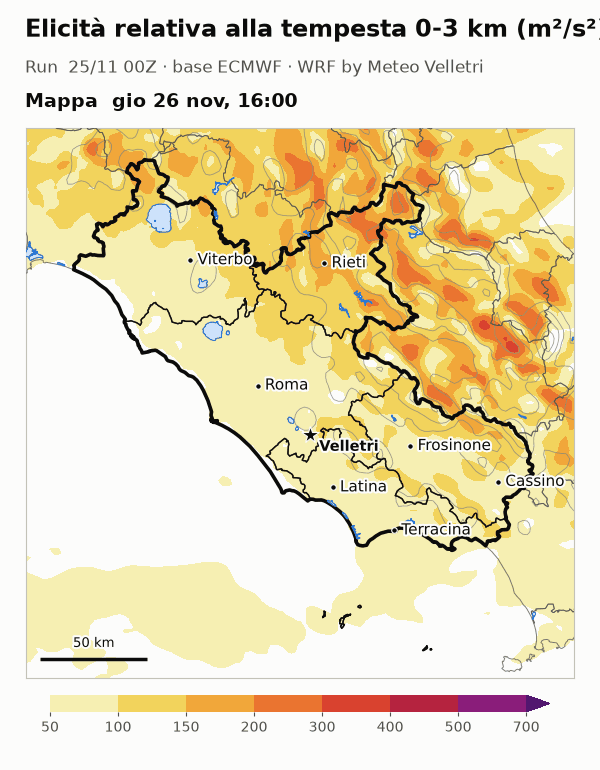 Elicità relativa alla tempesta 0-3 km (m²/s²)
Run  25/11 00Z · base ECMWF · WRF by Meteo Velletri
Mappa  gio 26 nov, 16:00
Viterbo
Rieti
Roma
Velletri
Frosinone
Cassino
Latina
Terracina
50 km
50 100 150 200 300 400 500 700